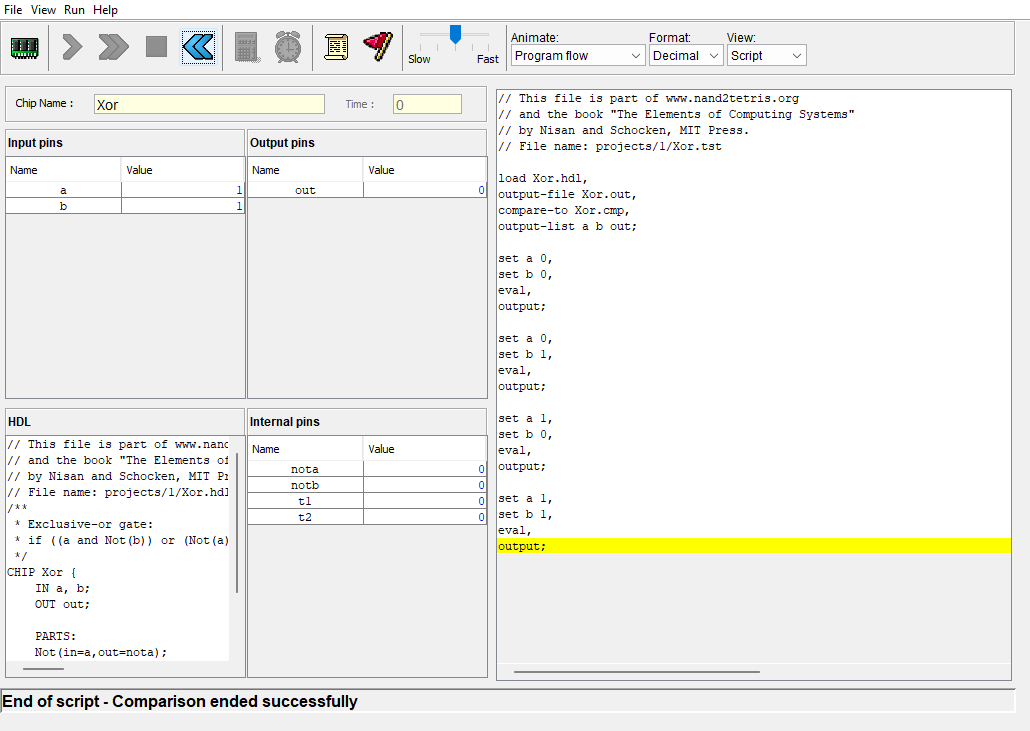 File View Run Help
Slow Fast
Animate: Format: View:
Program flow Decimal Script
Chip Name : Xor Time : 0
Input pins
Name Value
a 1
b 1
Output pins
Name Value
out 0
HDL
// This file is part of www.nand
// and the book "The Elements of
// by Nisan and Schocken, MIT Pr
// File name: projects/1/Xor.hdl
/**
* Exclusive-or gate:
* if ((a and Not(b)) or (Not(a)
*/
CHIP Xor {
IN a, b;
OUT out;
PARTS:
Not(in=a,out=nota);
Internal pins
Name Value
nota 0
notb 0
t1 0
t2 0
// This file is part of www.nand2tetris.org
// and the book "The Elements of Computing Systems"
// by Nisan and Schocken, MIT Press.
// File name: projects/1/Xor.tst
load Xor.hdl,
output-file Xor.out,
compare-to Xor.cmp,
output-list a b out;
set a 0,
set b 0,
eval,
output;
set a 0,
set b 1,
eval,
output;
set a 1,
set b 0,
eval,
output;
set a 1,
set b 1,
eval,
output;
End of script - Comparison ended successfully